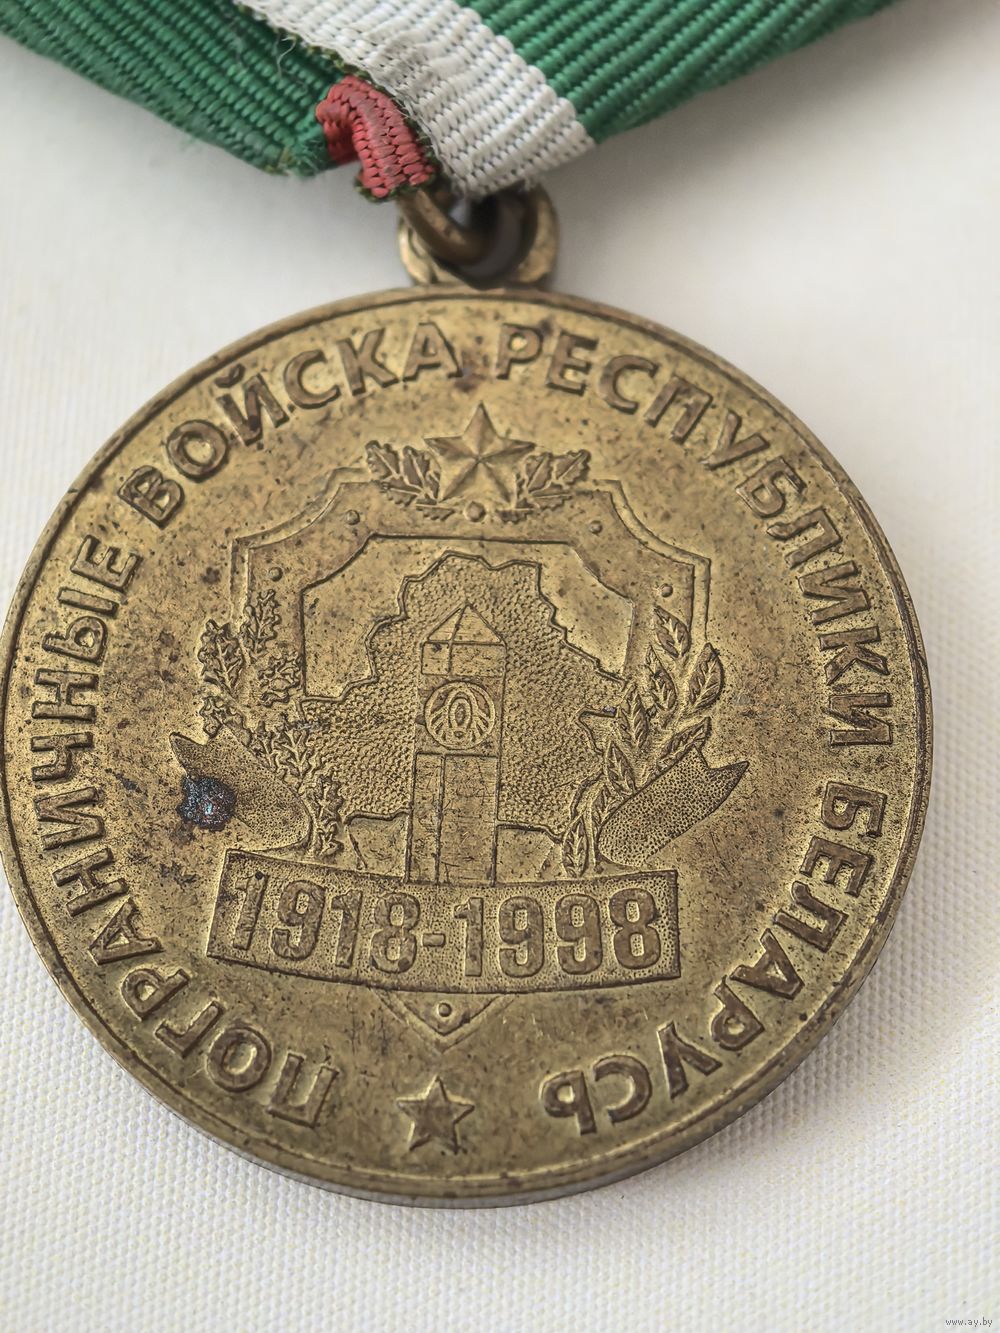 ПОГРАНИЧНЫЕ ВОЙСКА РЕСПУБЛИКИ БЕЛАРУСЬ
1918-1998
www.ay.by